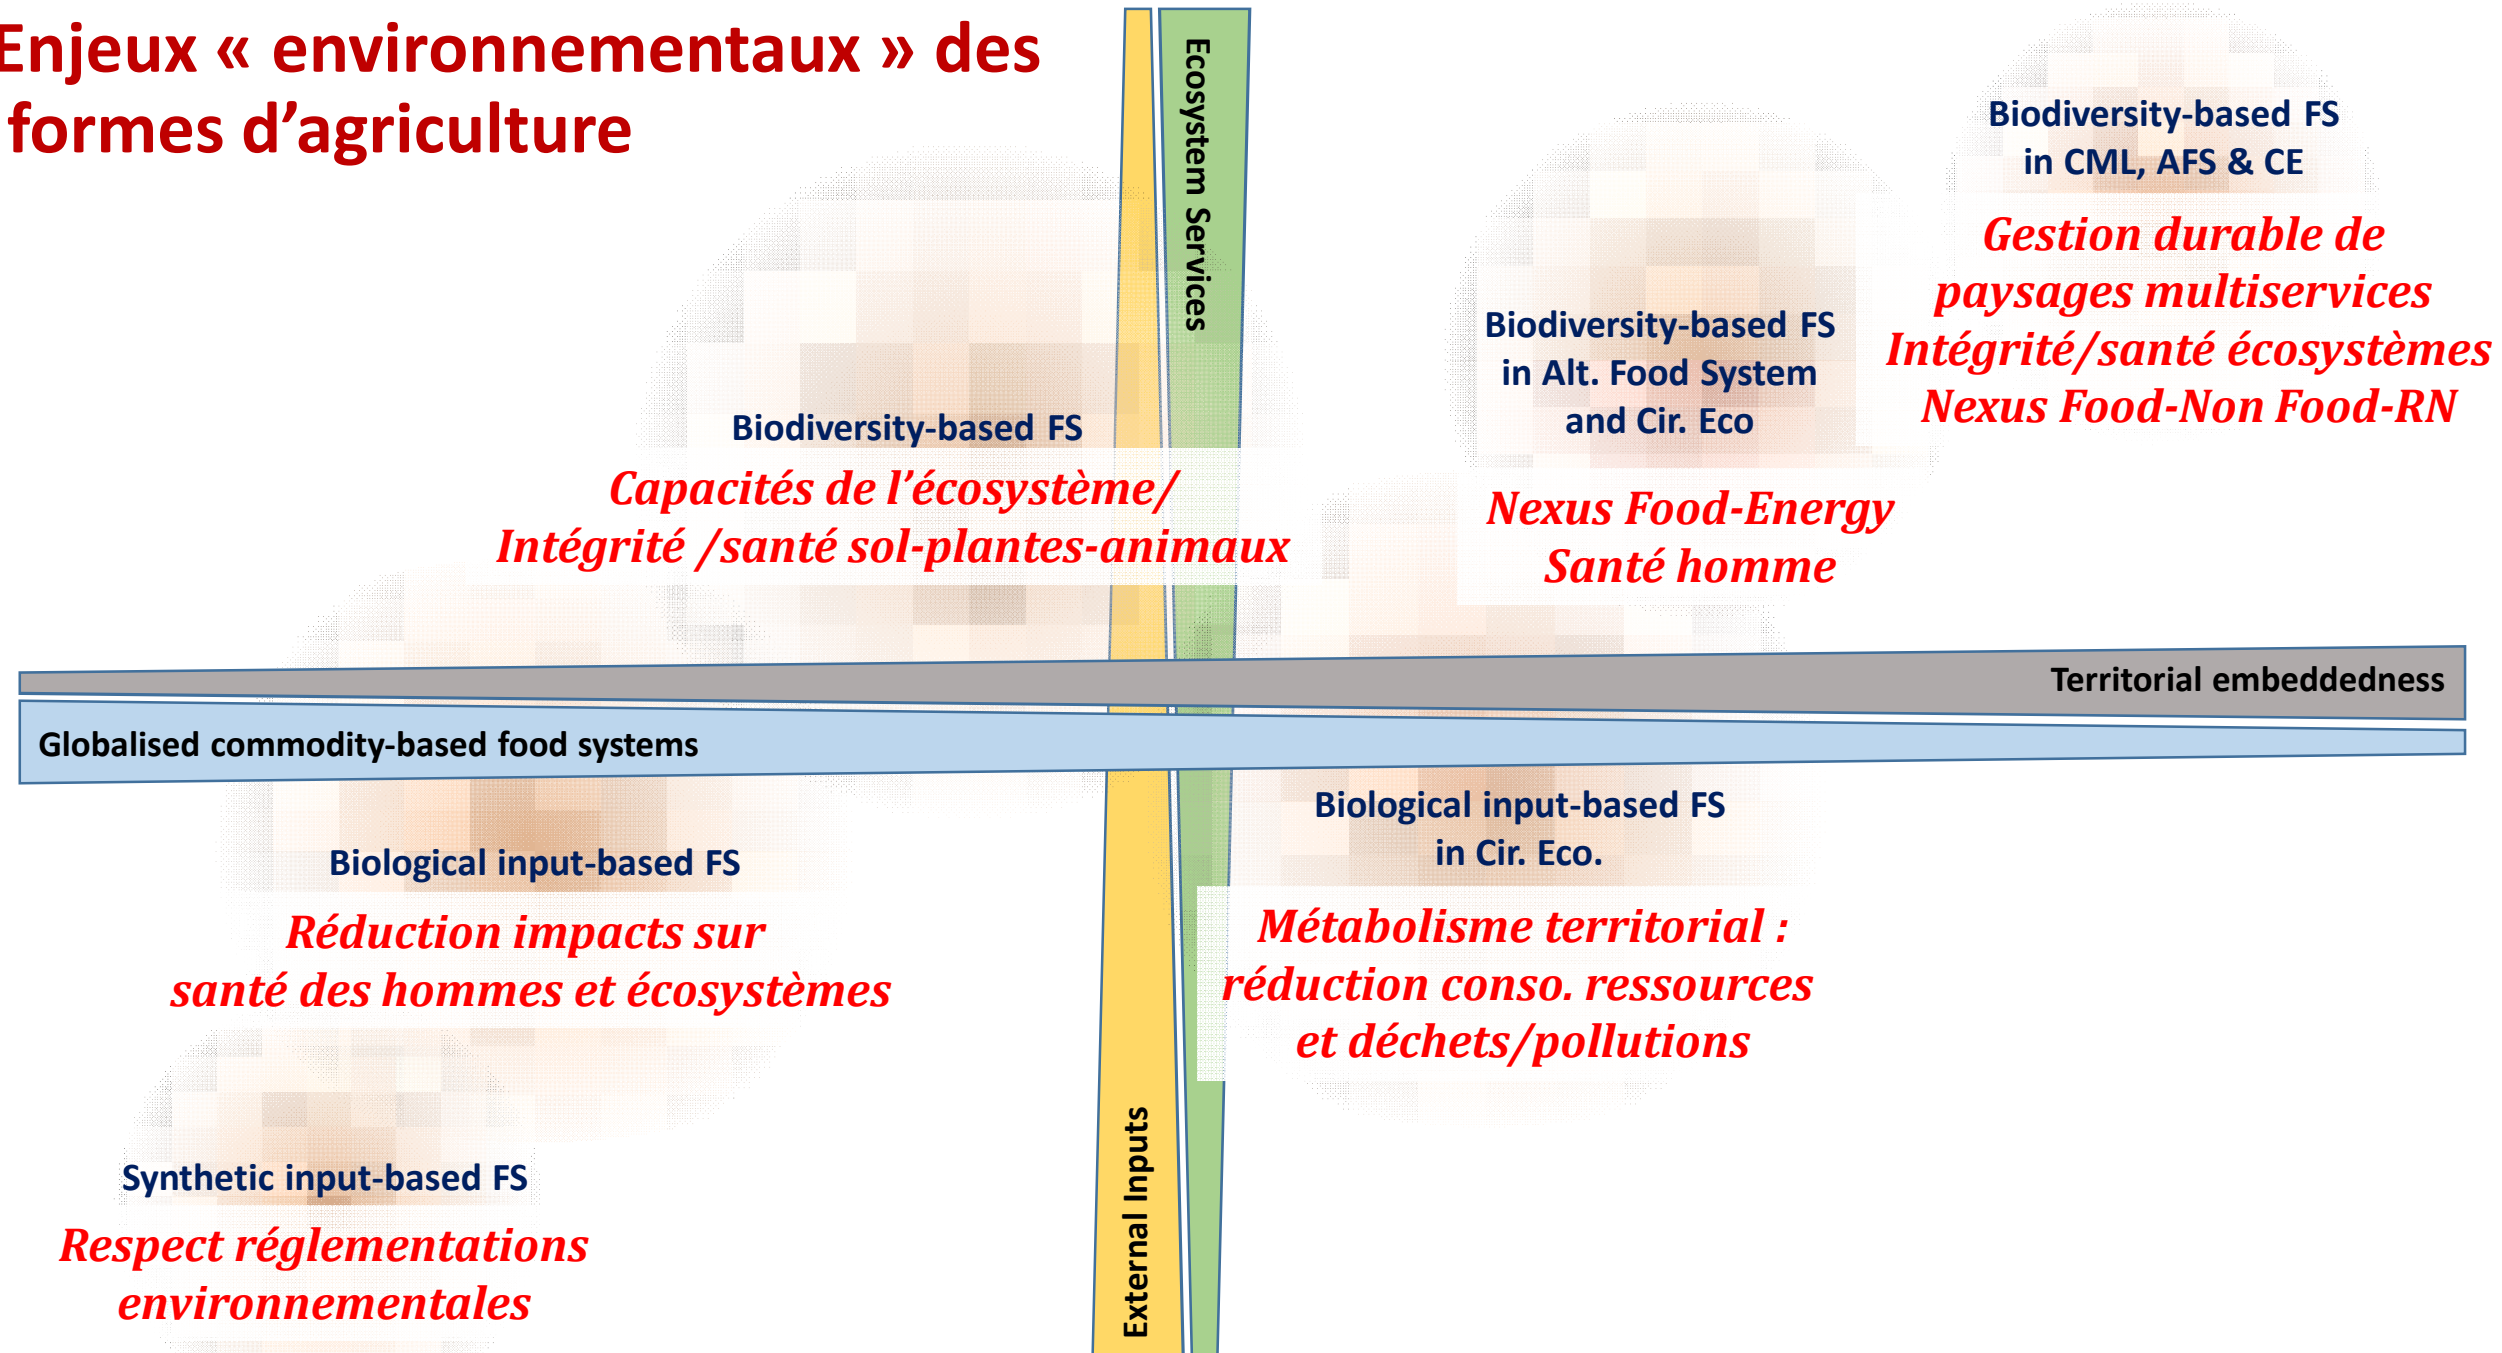 Enjeux « environnementaux » des
formes d’agriculture
Ecosystem Services
Biodiversity-based FS
in CML, AFS & CE
Gestion durable de
paysages multiservices
Intégrité/santé écosystèmes
Nexus Food-Non Food-RN
Biodiversity-based FS
in Alt. Food System
and Cir. Eco
Nexus Food-Energy
Santé homme
Biodiversity-based FS
Capacités de l’écosystème/
Intégrité /santé sol-plantes-animaux
Territorial embeddedness
Globalised commodity-based food systems
Biological input-based FS
Réduction impacts sur
santé des hommes et écosystèmes
Biological input-based FS
in Cir. Eco.
Métabolisme territorial :
réduction conso. ressources
et déchets/pollutions
External Inputs
Synthetic input-based FS
Respect réglementations
environnementales